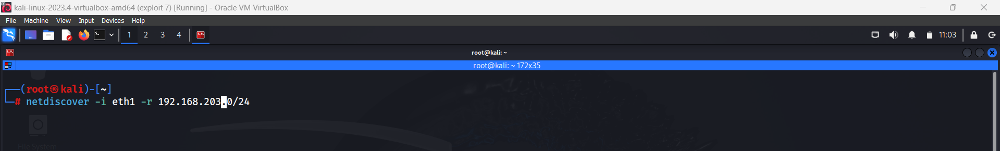 kali-linux-2023.4-virtualbox-amd64 (exploit 7) [Running] - Oracle VM VirtualBox
File Machine View Input Devices Help
1 2 3 4 11:03
root@kali: ~
root@kali: ~ 172x35
(root㉿kali)-[~]
# netdiscover -i eth1 -r 192.168.203.0/24
File System